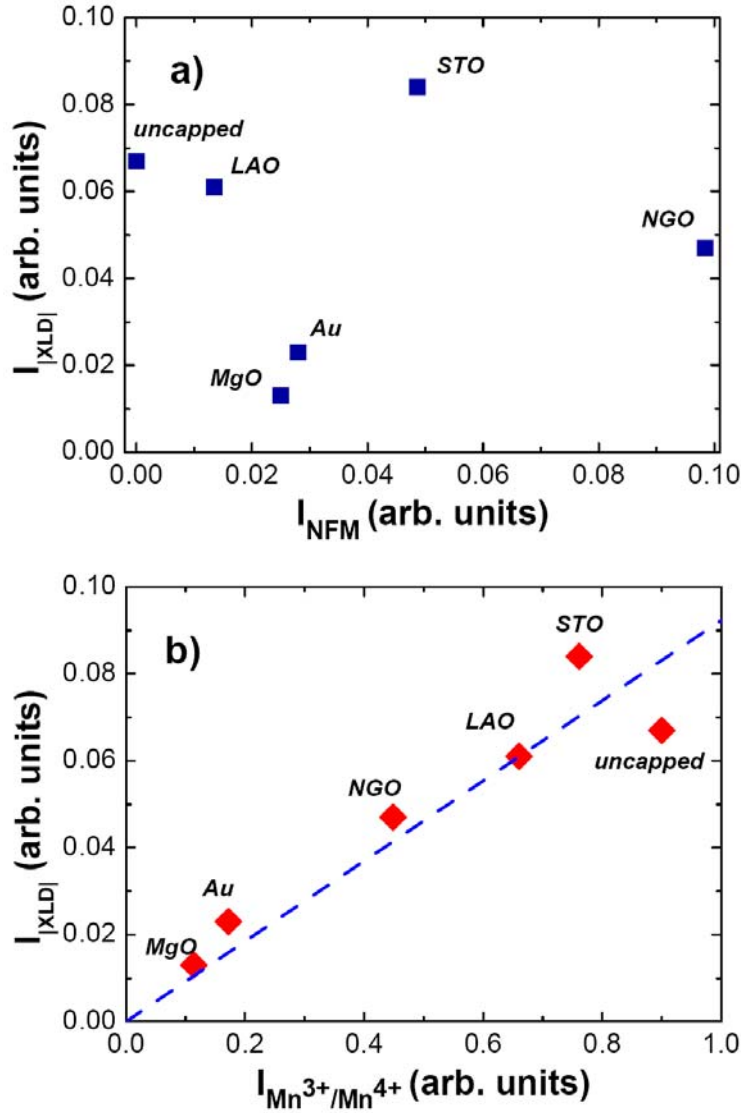 a)
0.10
0.08
0.06
0.04
0.02
0.00
I|XLD| (arb. units)
uncapped
LAO
STO
NGO
Au
MgO
0.00 0.02 0.04 0.06 0.08 0.10
INFM (arb. units)
b)
0.10
0.08
0.06
0.04
0.02
0.00
I|XLD| (arb. units)
STO
LAO
uncapped
NGO
Au
MgO
0.0 0.2 0.4 0.6 0.8 1.0
IMn3+/Mn4+ (arb. units)